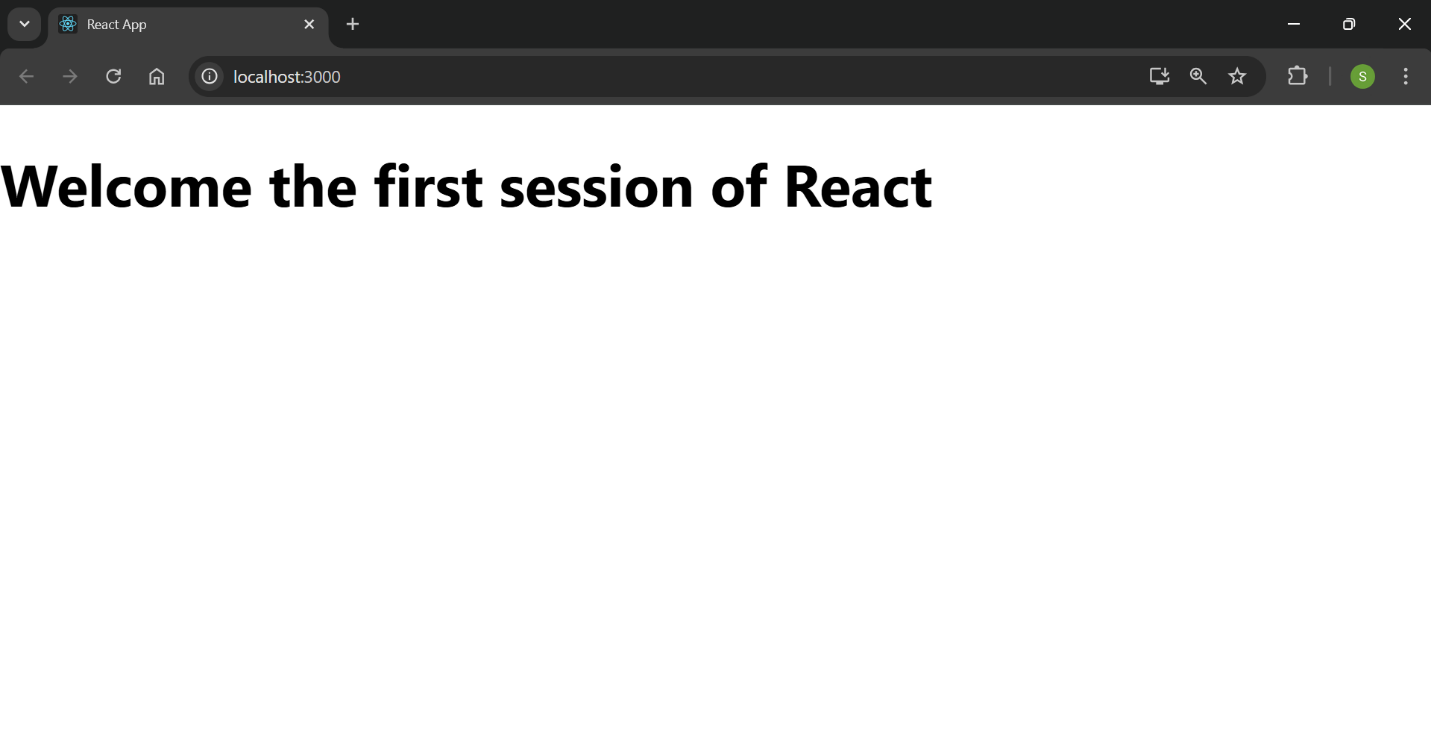 React App
localhost:3000
S
Welcome the first session of React